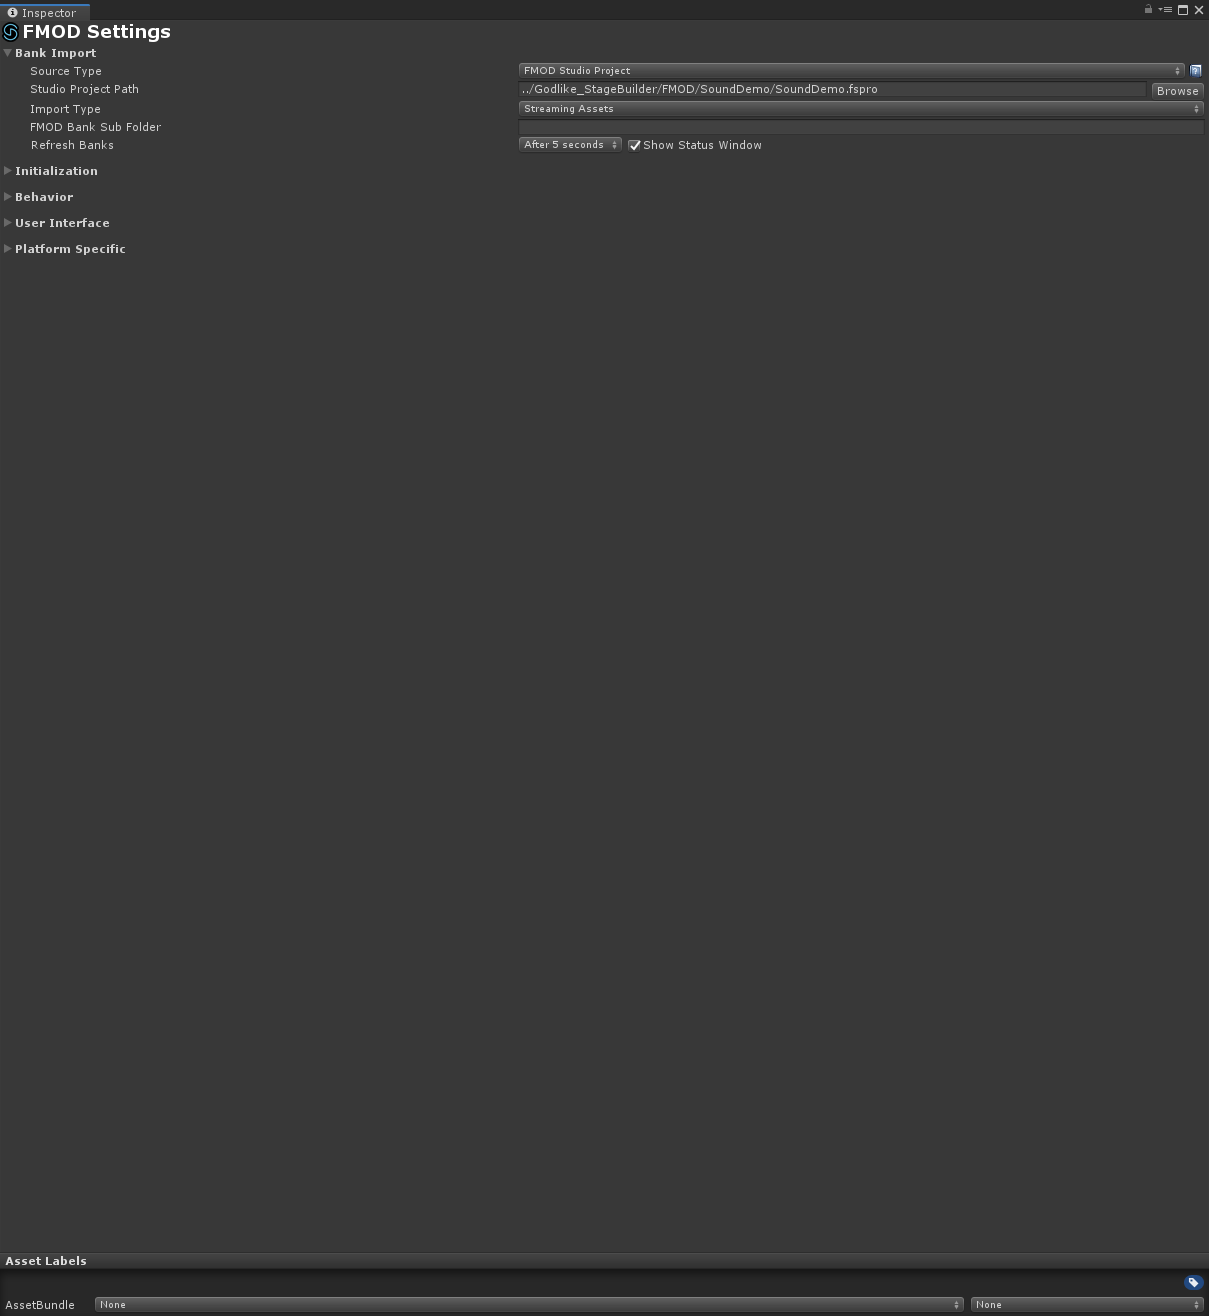 Inspector
FMOD Settings
Bank Import
Source Type FMOD Studio Project
Studio Project Path ../Godlike_StageBuilder/FMOD/SoundDemo/SoundDemo.fspro Browse
Import Type Streaming Assets
FMOD Bank Sub Folder
Refresh Banks After 5 seconds Show Status Window
Initialization
Behavior
User Interface
Platform Specific
Asset Labels
AssetBundle None None